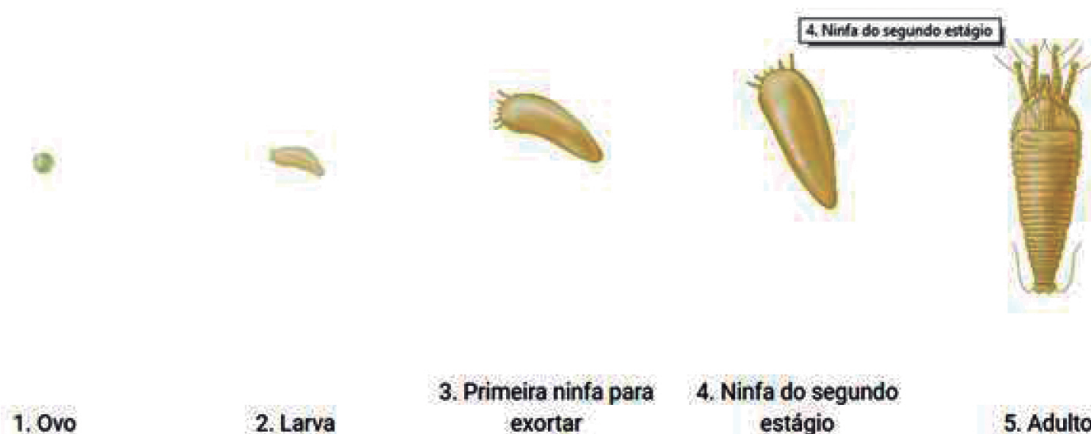 4. Ninfa do segundo estágio
1. Ovo
2. Larva
3. Primeira ninfa para
exortar
4. Ninfa do segundo
estágio
5. Adulto